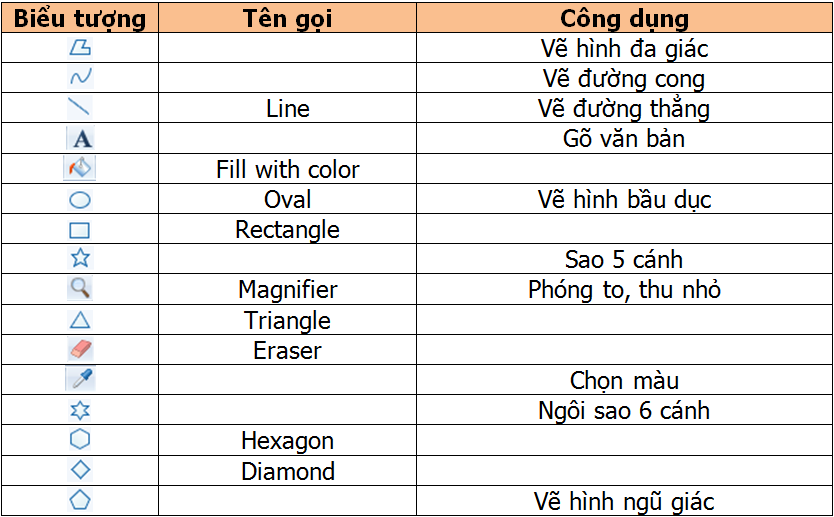 Biểu tượng Tên gọi Công dụng
Vẽ hình đa giác
Vẽ đường cong
Line Vẽ đường thẳng
A Gõ văn bản
Fill with color
Oval Vẽ hình bầu dục
Rectangle
Sao 5 cánh
Magnifier Phóng to, thu nhỏ
Triangle
Eraser
Chọn màu
Ngôi sao 6 cánh
Hexagon
Diamond
Vẽ hình ngũ giác